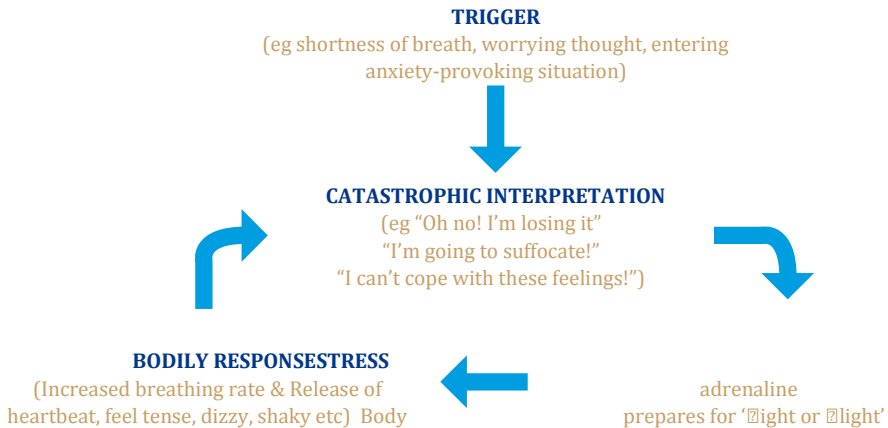 TRIGGER
(eg shortness of breath, worrying thought, entering
anxiety-provoking situation)
CATASTROPHIC INTERPRETATION
(eg “Oh no! I’m losing it”
“I’m going to suffocate!”
“I can’t cope with these feelings!”)
BODILY RESPONSESTRESS
(Increased breathing rate & Release of
heartbeat, feel tense, dizzy, shaky etc) Body
adrenaline
prepares for ‘�ight or �light’